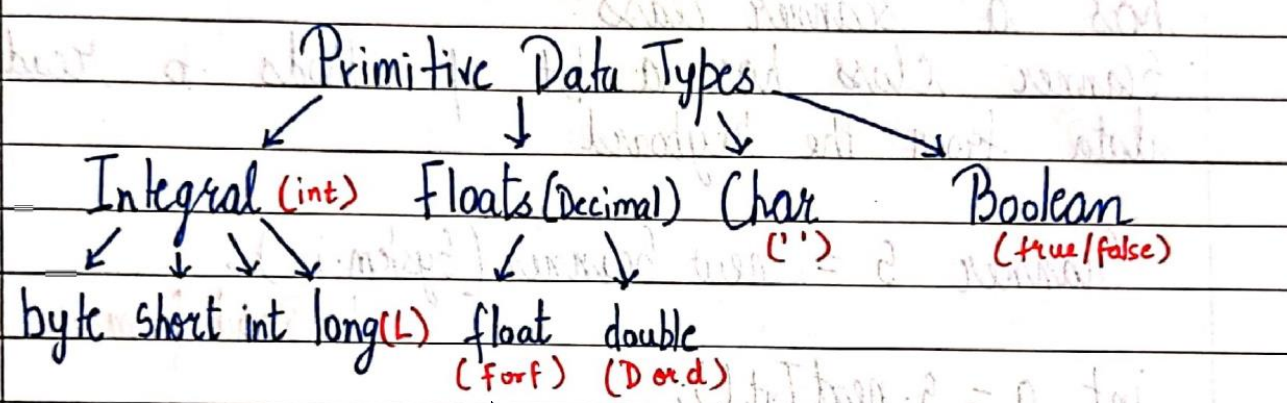 Primitive Data Types
Integral (int) Floats (Decimal) Char Boolean
(' ') (true/false)
byte short int long(L) float double
(F or f) (D or d)